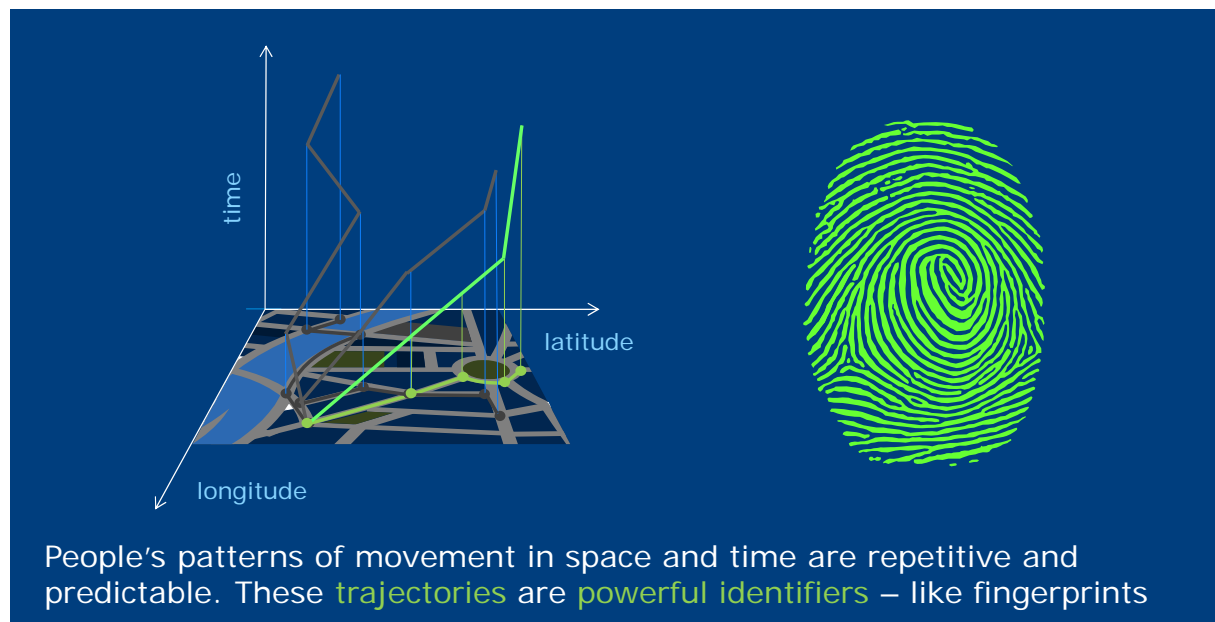 time
latitude
longitude
People's patterns of movement in space and time are repetitive and
predictable. These trajectories are powerful identifiers – like fingerprints